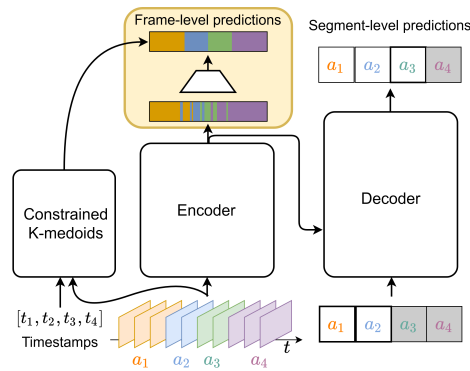 Frame-level predictions
Segment-level predictions
a₁ a₂ a₃ a₄
Constrained
K-medoids
Encoder
Decoder
[t₁, t₂, t₃, t₄]
Timestamps
a₁ a₂ a₃ a₄ t
a₁ a₂ a₃ a₄